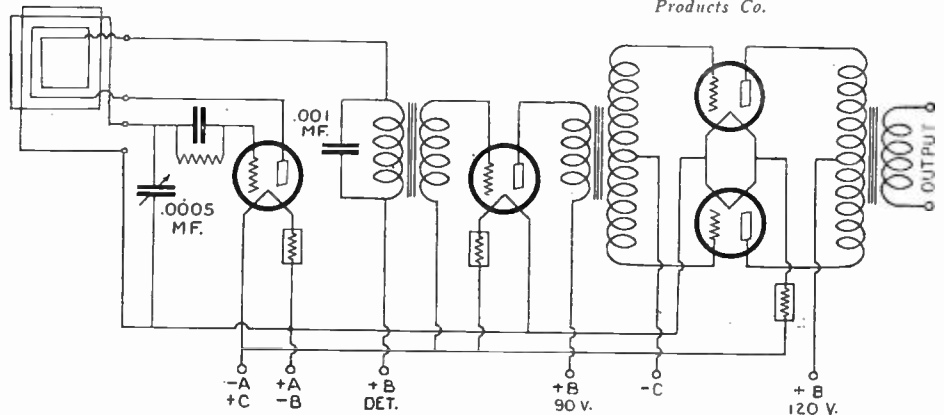 Products Co.
.001
MF.
.0005
MF.
OUTPUT
-A
+C
+A
-B
+B
DET.
+B
90 V.
-C
+B
120 V.